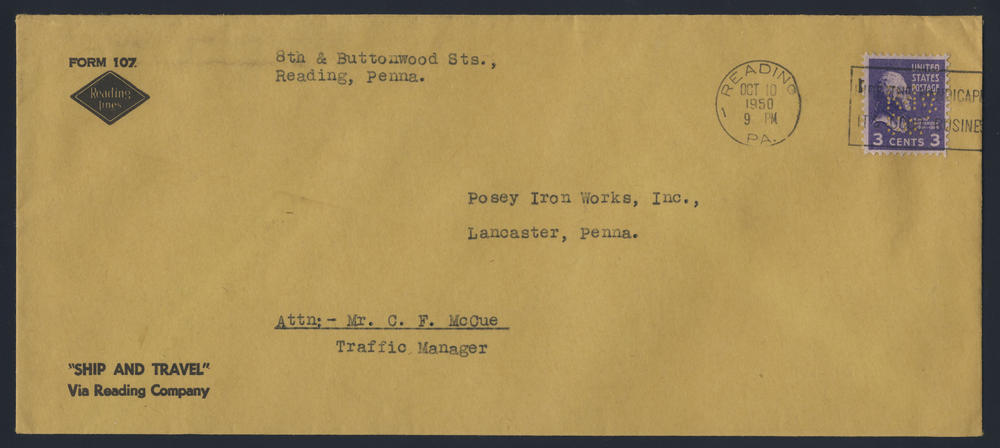 FORM 107
Reading
Lines
8th & Buttonwood Sts.,
Reading, Penna.
READING
OCT 10
1950
9 PM
PA.
1
UNITED
STATES
POSTAGE
3 CENTS 3
Posey Iron Works, Inc.,
Lancaster, Penna.
Attn:- Mr. C. F. McCue
Traffic Manager
"SHIP AND TRAVEL"
Via Reading Company